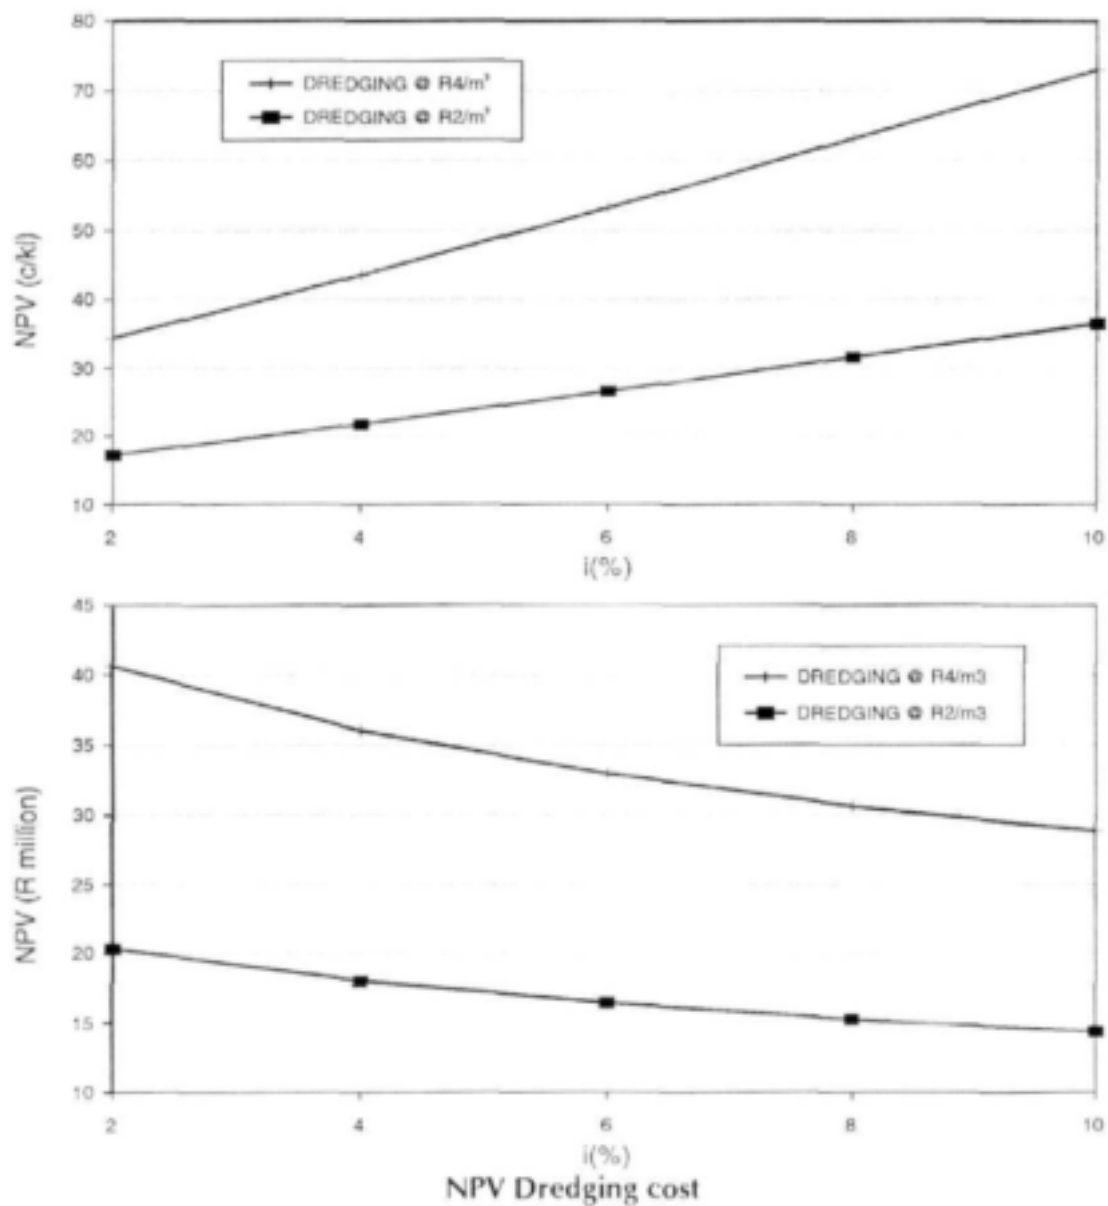 80
70
60
50
40
30
20
10
NPV (c/kl)
DREDGING @ R4/m³
DREDGING @ R2/m³
2 4 6 8 10
i(%)
45
40
35
30
25
20
15
10
NPV (R million)
DREDGING @ R4/m3
DREDGING @ R2/m3
2 4 6 8 10
i(%)
NPV Dredging cost